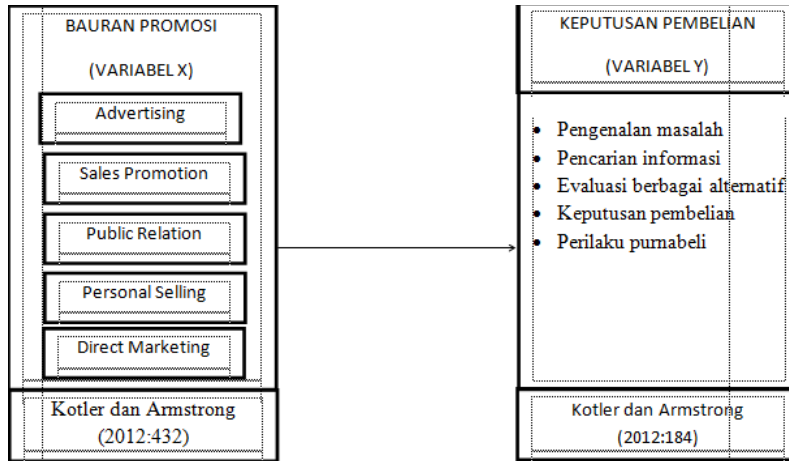 BAURAN PROMOSI
(VARIABEL X)
Advertising
Sales Promotion
Public Relation
Personal Selling
Direct Marketing
Kotler dan Armstrong
(2012:432)
KEPUTUSAN PEMBELIAN
(VARIABEL Y)
• Pengenalan masalah
• Pencarian informasi
• Evaluasi berbagai alternatif
• Keputusan pembelian
• Perilaku purnabeli
Kotler dan Armstrong
(2012:184)